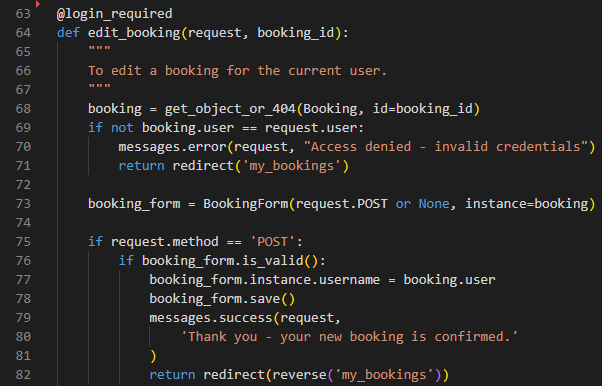 63 @login_required
64 def edit_booking(request, booking_id):
65     """
66     To edit a booking for the current user.
67     """
68     booking = get_object_or_404(Booking, id=booking_id)
69     if not booking.user == request.user:
70         messages.error(request, "Access denied - invalid credentials")
71         return redirect('my_bookings')
72
73     booking_form = BookingForm(request.POST or None, instance=booking)
74
75     if request.method == 'POST':
76         if booking_form.is_valid():
77             booking_form.instance.username = booking.user
78             booking_form.save()
79             messages.success(request,
80                 'Thank you - your new booking is confirmed.'
81             )
82             return redirect(reverse('my_bookings'))